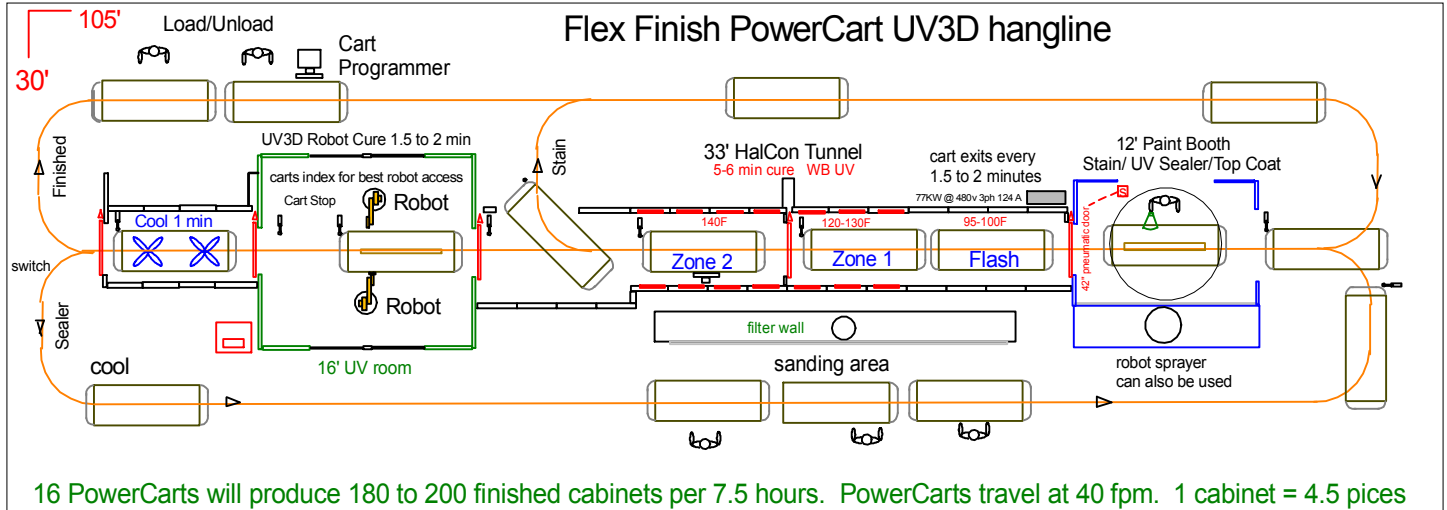 Flex Finish PowerCart UV3D hangline
105'
30'
Load/Unload
Cart
Programmer
UV3D Robot Cure 1.5 to 2 min
carts index for best robot access
Cart Stop
Robot
Robot
16' UV room
Finished
switch
Sealer
Cool 1 min
cool
Stain
33' HalCon Tunnel
5-6 min cure WB UV
cart exits every
1.5 to 2 minutes
77KW @ 480v 3ph 124 A
140F
120-130F
95-100F
Zone 2
Zone 1
Flash
filter wall
sanding area
12' Paint Booth
Stain/ UV Sealer/Top Coat
S
42" pneumatic door
robot sprayer
can also be used
16 PowerCarts will produce 180 to 200 finished cabinets per 7.5 hours. PowerCarts travel at 40 fpm. 1 cabinet = 4.5 pices